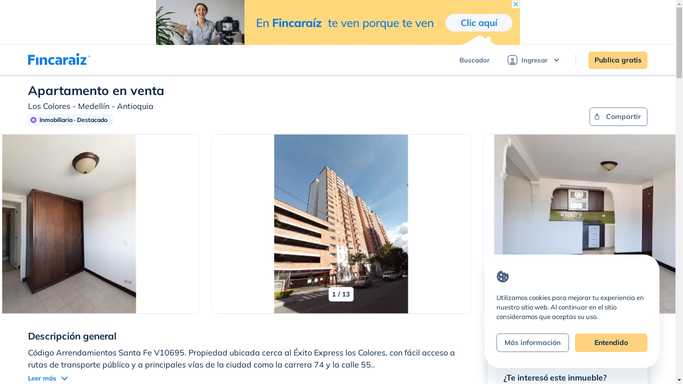 En Fincaraíz te ven porque te ven
Clic aquí
Fincaraiz
Buscador
Ingresar
Publica gratis
Apartamento en venta
Los Colores - Medellín - Antioquia
Inmobiliaria · Destacado
Compartir
1 / 13
Utilizamos cookies para mejorar tu experiencia en
nuestro sitio web. Al continuar en el sitio
consideramos que aceptas su uso.
Más información
Entendido
Descripción general
Código Arrendamientos Santa Fe V10695. Propiedad ubicada cerca al Éxito Express los Colores, con fácil acceso a
rutas de transporte público y a principales vías de la ciudad como la carrera 74 y la calle 55..
Leer más
¿Te interesó este inmueble?